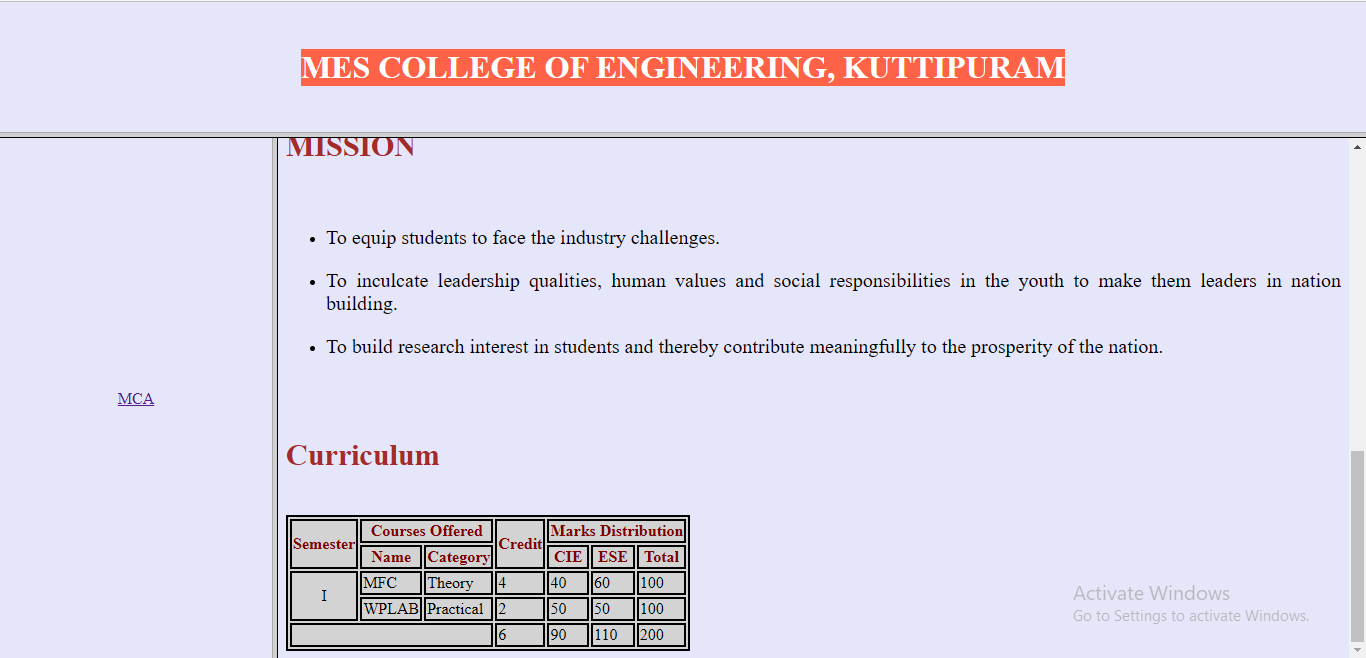 MES COLLEGE OF ENGINEERING, KUTTIPURAM
MISSION
To equip students to face the industry challenges.
To inculcate leadership qualities, human values and social responsibilities in the youth to make them leaders in nation
building.
To build research interest in students and thereby contribute meaningfully to the prosperity of the nation.
MCA
Curriculum
Semester Courses Offered Credit Marks Distribution
Name Category CIE ESE Total
I MFC Theory 4 40 60 100
WPLAB Practical 2 50 50 100
6 90 110 200
Activate Windows
Go to Settings to activate Windows.